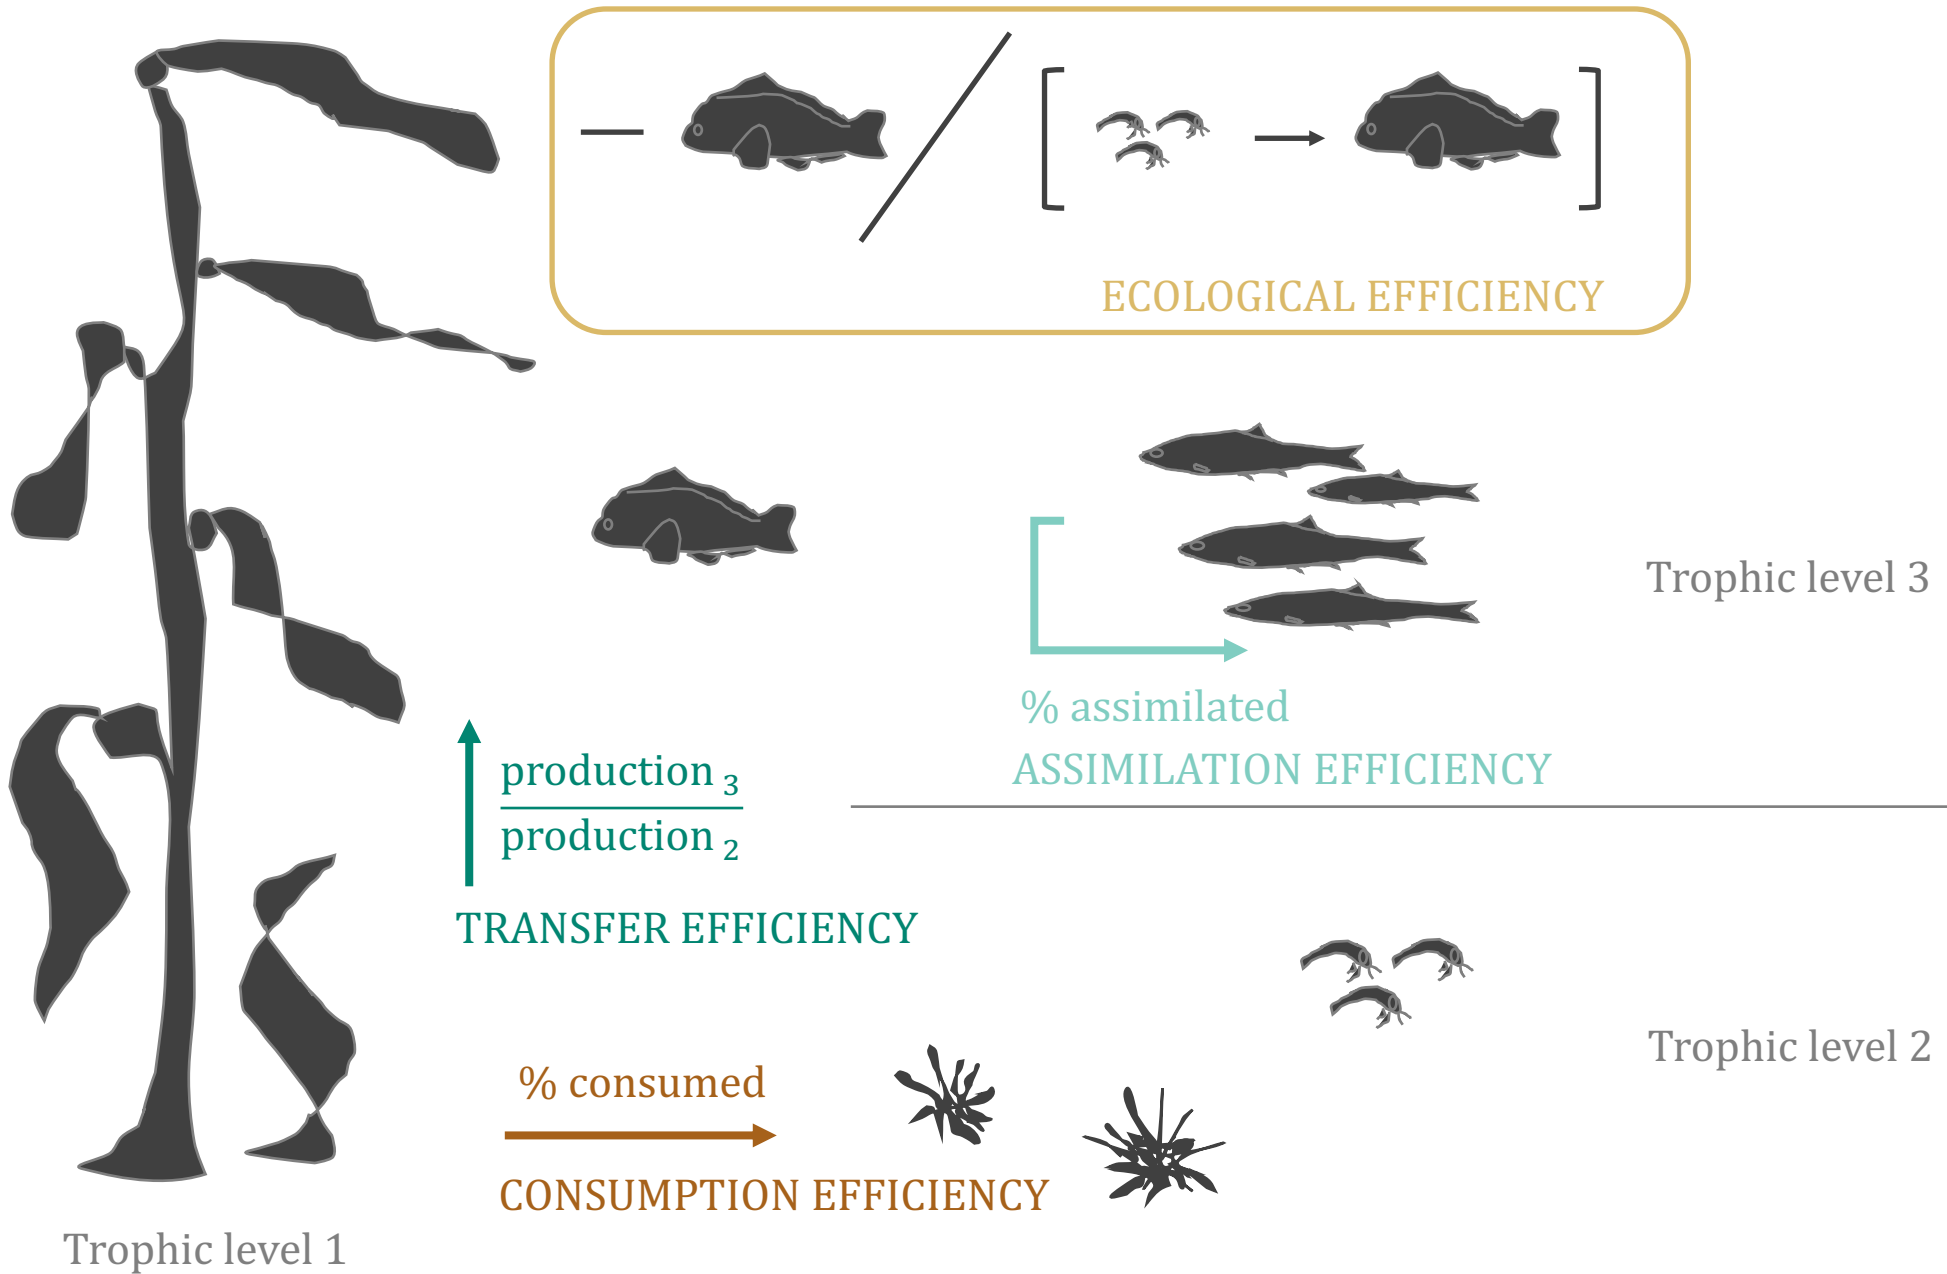 ECOLOGICAL EFFICIENCY
Trophic level 3
% assimilated
ASSIMILATION EFFICIENCY
production 3
production 2
TRANSFER EFFICIENCY
Trophic level 2
% consumed
CONSUMPTION EFFICIENCY
Trophic level 1